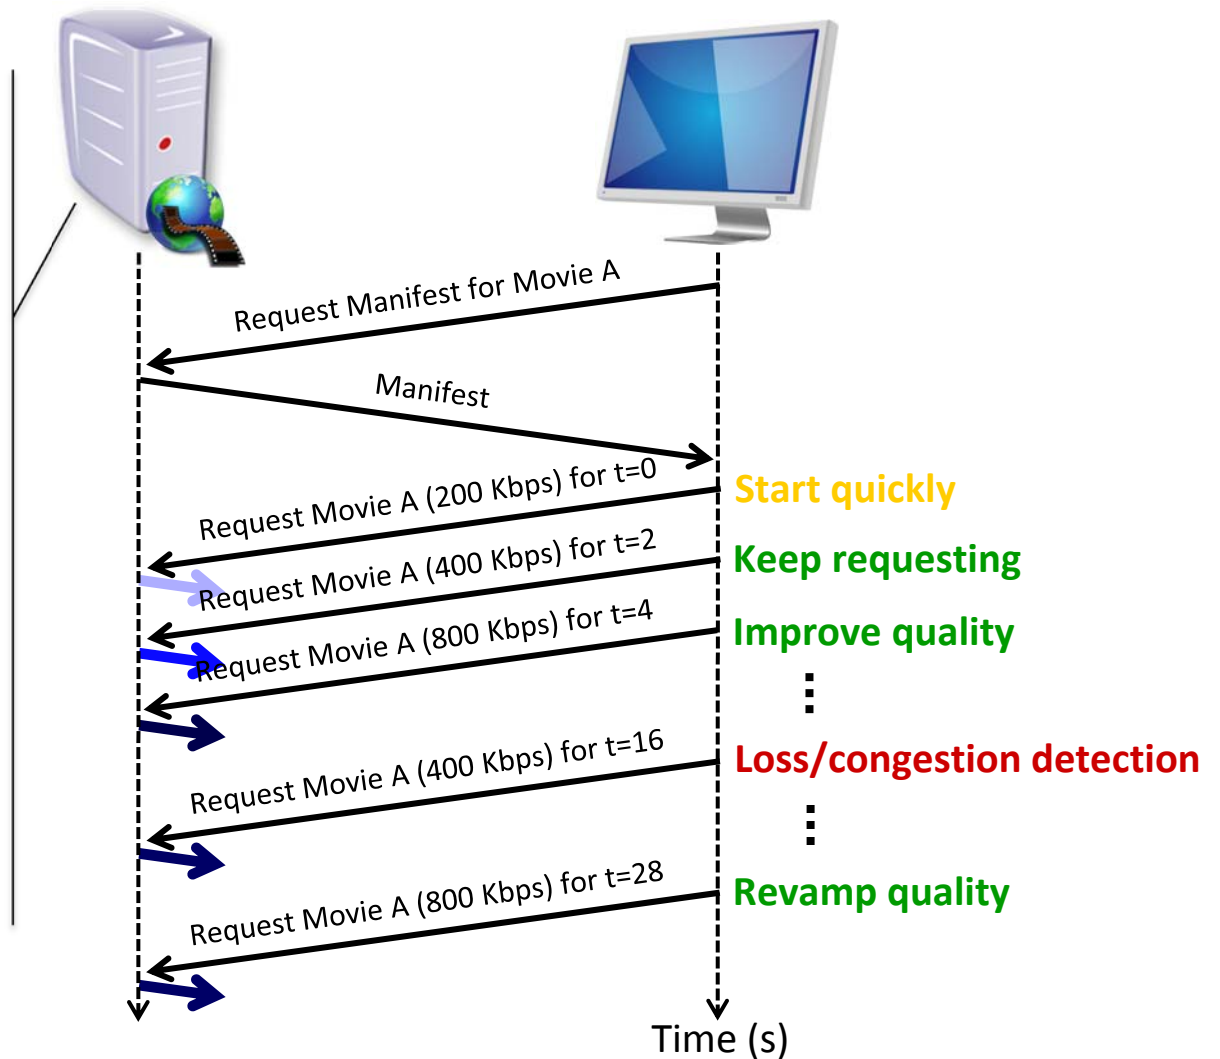 Request Manifest for Movie A
Manifest
Request Movie A (200 Kbps) for t=0
Start quickly
Request Movie A (400 Kbps) for t=2
Keep requesting
Request Movie A (800 Kbps) for t=4
Improve quality
Request Movie A (400 Kbps) for t=16
Loss/congestion detection
Request Movie A (800 Kbps) for t=28
Revamp quality
Time (s)